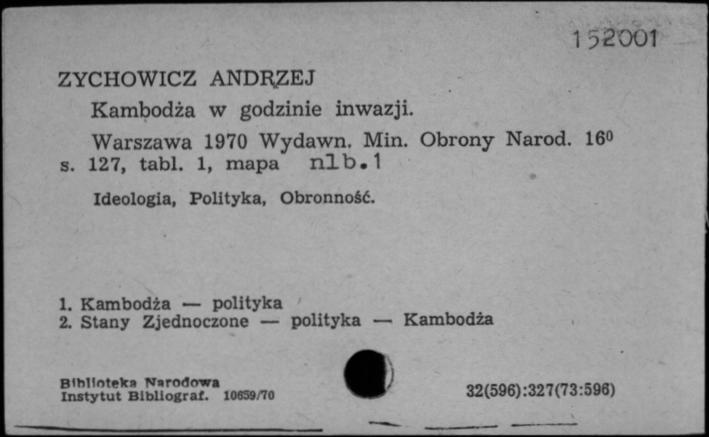 152001
ZYCHOWICZ ANDRZEJ
Kambodża w godzinie inwazji.
Warszawa 1970 Wydawn. Min. Obrony Narod. 16⁰
s. 127, tabl. 1, mapa nlb.1
Ideologia, Polityka, Obronność.
1. Kambodża — polityka
2. Stany Zjednoczone — polityka — Kambodża
Biblioteka Narodowa
Instytut Bibliograf. 10659/70
32(596):327(73:596)